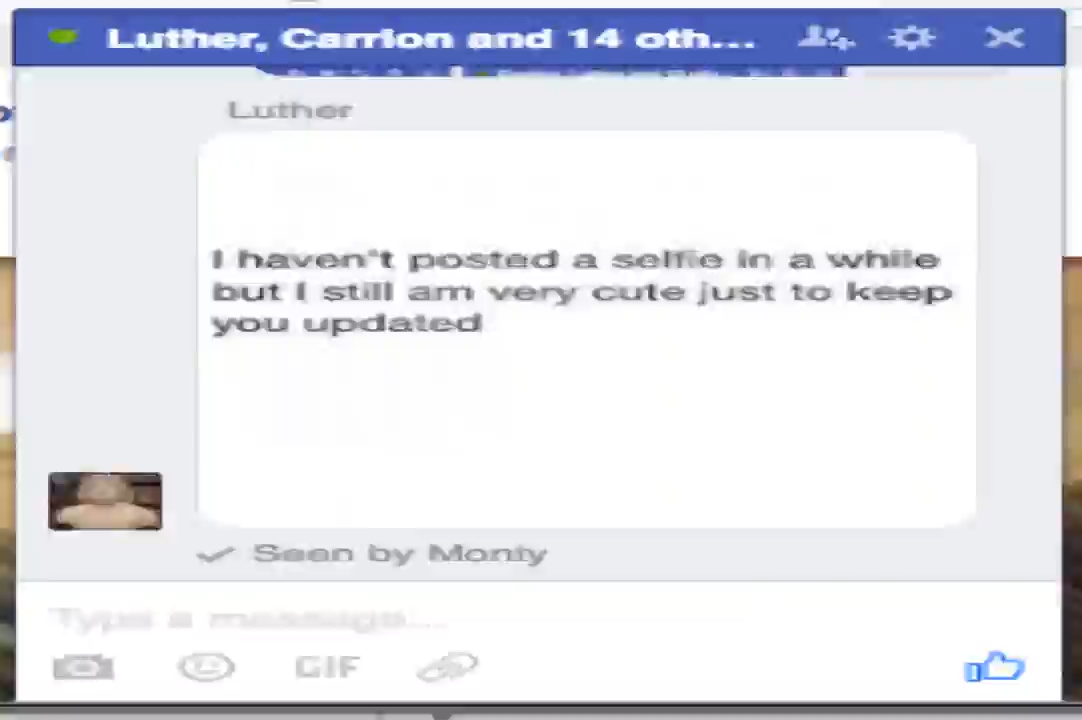 Luther, Carrion and 14 oth...
Luther
I haven't posted a selfie in a while
but I still am very cute just to keep
you updated
Seen by Monty
Type a message...
GIF